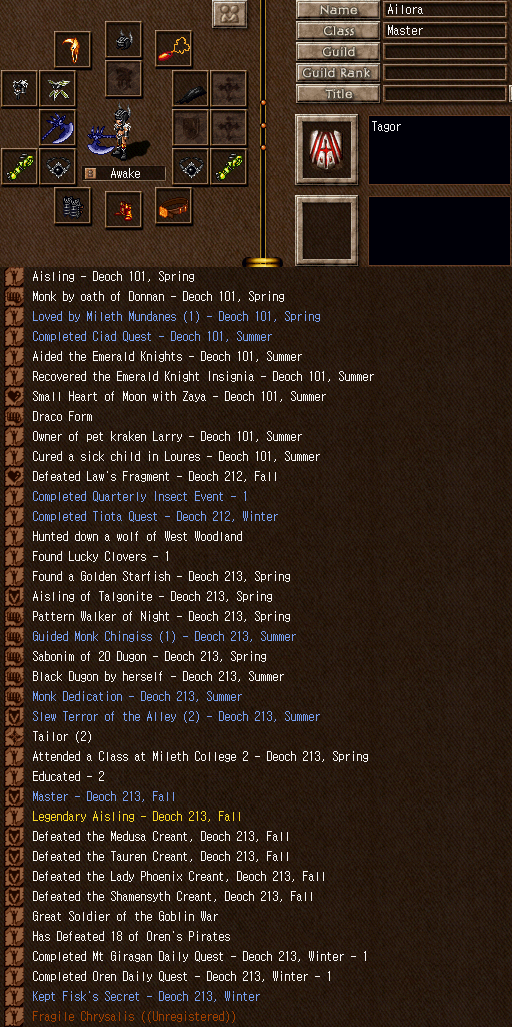 Name Ailora
Class Master
Guild
Guild Rank
Title
Tagor
Awake
Aisling - Deoch 101, Spring
Monk by oath of Donnan - Deoch 101, Spring
Loved by Mileth Mundanes (1) - Deoch 101, Spring
Completed Ciad Quest - Deoch 101, Summer
Aided the Emerald Knights - Deoch 101, Summer
Recovered the Emerald Knight Insignia - Deoch 101, Summer
Small Heart of Moon with Zaya - Deoch 101, Summer
Draco Form
Owner of pet kraken Larry - Deoch 101, Summer
Cured a sick child in Loures - Deoch 101, Summer
Defeated Law's Fragment - Deoch 212, Fall
Completed Quarterly Insect Event - 1
Completed Tiota Quest - Deoch 212, Winter
Hunted down a wolf of West Woodland
Found Lucky Clovers - 1
Found a Golden Starfish - Deoch 213, Spring
Aisling of Talgonite - Deoch 213, Spring
Pattern Walker of Night - Deoch 213, Spring
Guided Monk Chingiss (1) - Deoch 213, Summer
Sabonim of 20 Dugon - Deoch 213, Spring
Black Dugon by herself - Deoch 213, Summer
Monk Dedication - Deoch 213, Summer
Slew Terror of the Alley (2) - Deoch 213, Summer
Tailor (2)
Attended a Class at Mileth College 2 - Deoch 213, Spring
Educated - 2
Master - Deoch 213, Fall
Legendary Aisling - Deoch 213, Fall
Defeated the Medusa Creant, Deoch 213, Fall
Defeated the Tauren Creant, Deoch 213, Fall
Defeated the Lady Phoenix Creant, Deoch 213, Fall
Defeated the Shamensyth Creant, Deoch 213, Fall
Great Soldier of the Goblin War
Has Defeated 18 of Oren's Pirates
Completed Mt Giragan Daily Quest - Deoch 213, Winter - 1
Completed Oren Daily Quest - Deoch 213, Winter - 1
Kept Fisk's Secret - Deoch 213, Winter
Fragile Chrysalis ((Unregistered))